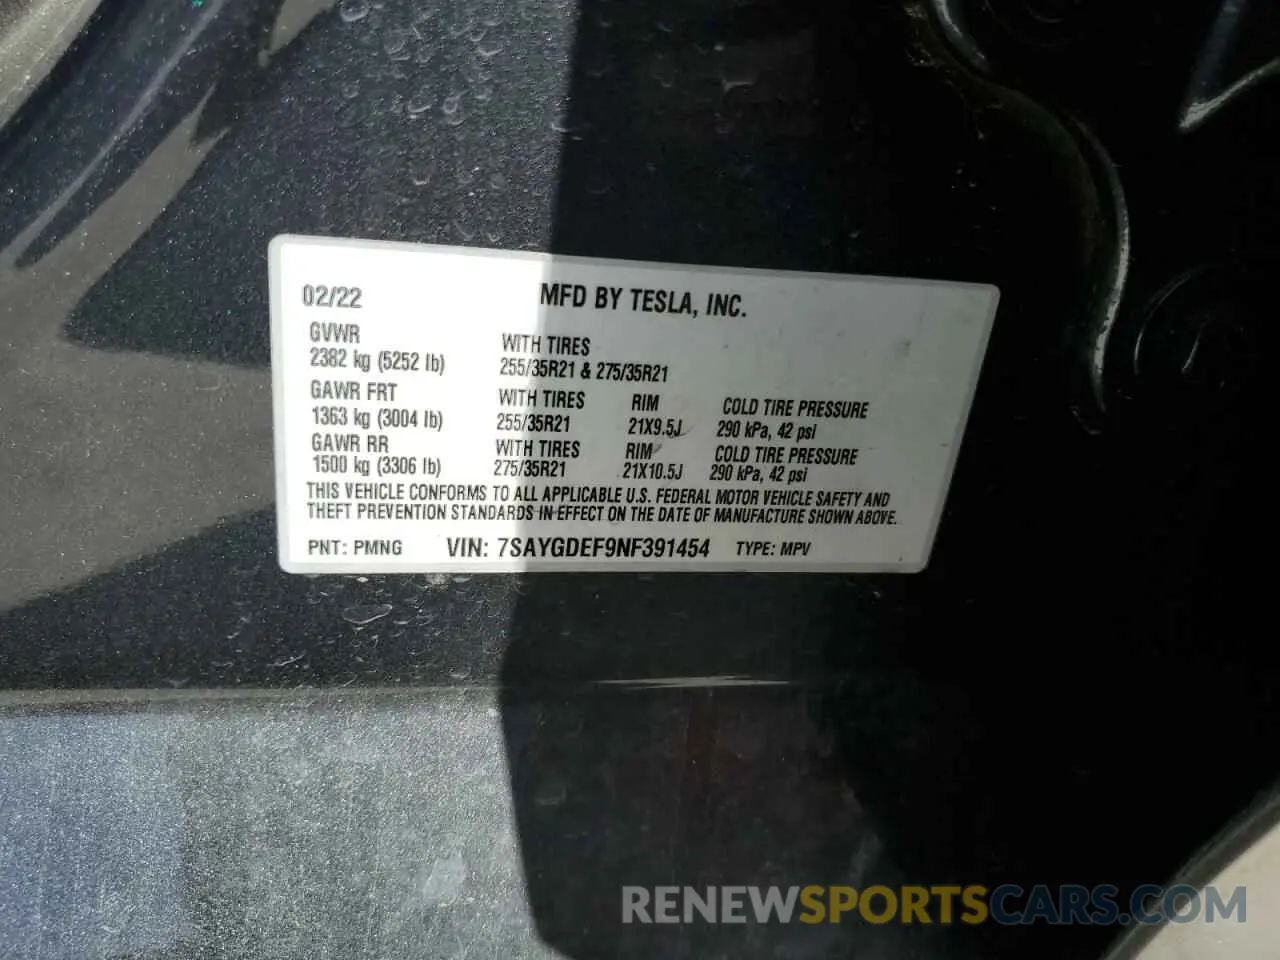 02/22 MFD BY TESLA, INC.
GVWR WITH TIRES
2382 kg (5252 lb) 255/35R21 & 275/35R21
GAWR FRT WITH TIRES RIM COLD TIRE PRESSURE
1363 kg (3004 lb) 255/35R21 21X9.5J 290 kPa, 42 psi
GAWR RR WITH TIRES RIM COLD TIRE PRESSURE
1500 kg (3306 lb) 275/35R21 21X10.5J 290 kPa, 42 psi
THIS VEHICLE CONFORMS TO ALL APPLICABLE U.S. FEDERAL MOTOR VEHICLE SAFETY AND
THEFT PREVENTION STANDARDS IN EFFECT ON THE DATE OF MANUFACTURE SHOWN ABOVE.
PNT: PMNG VIN: 7SAYGDEF9NF391454 TYPE: MPV
RENEWSPORTSCARS.COM